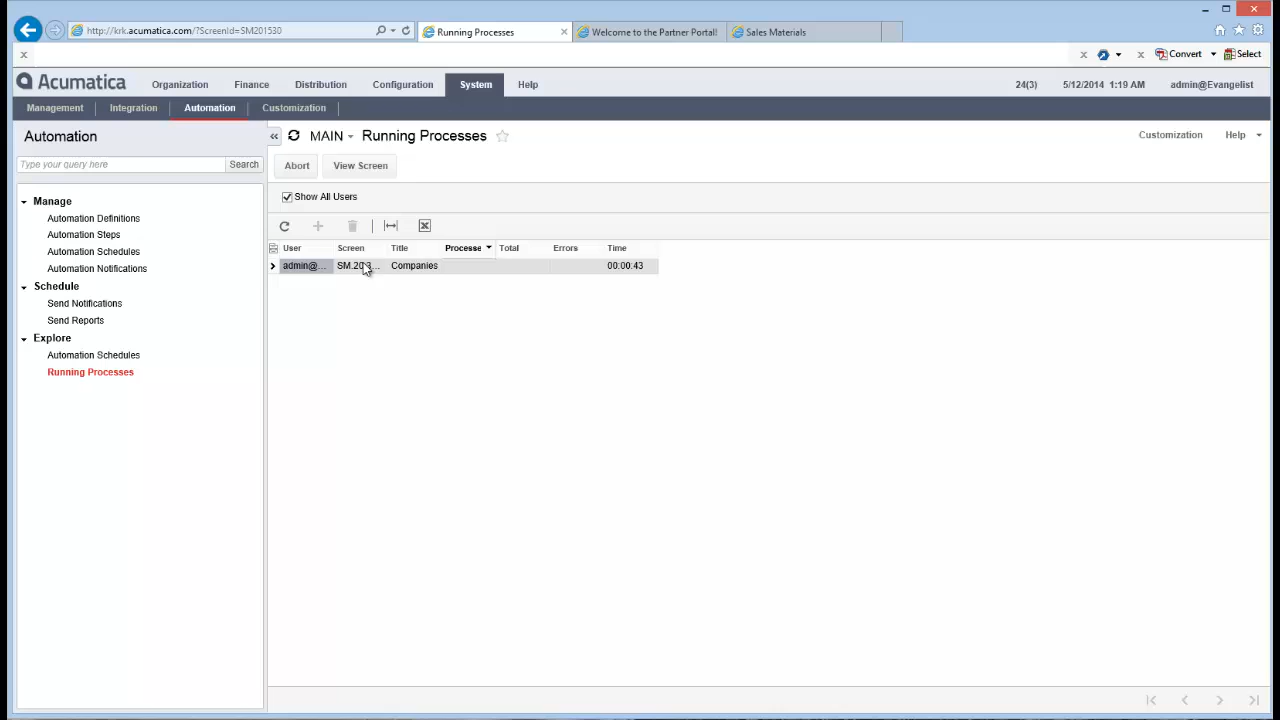 http://krk.acumatica.com/?ScreenId=SM201530
Running Processes
Welcome to the Partner Portal!
Sales Materials
Convert
Select
Acumatica
Organization
Finance
Distribution
Configuration
System
Help
24(3)
5/12/2014 1:19 AM
admin@Evangelist
Management
Integration
Automation
Customization
Automation
MAIN
Running Processes
Customization
Help
Type your query here
Search
Abort
View Screen
Show All Users
Manage
Automation Definitions
Automation Steps
Automation Schedules
Automation Notifications
Schedule
Send Notifications
Send Reports
Explore
Automation Schedules
Running Processes
User Screen Title Processe Total Errors Time
admin@... Companies 00:00:43